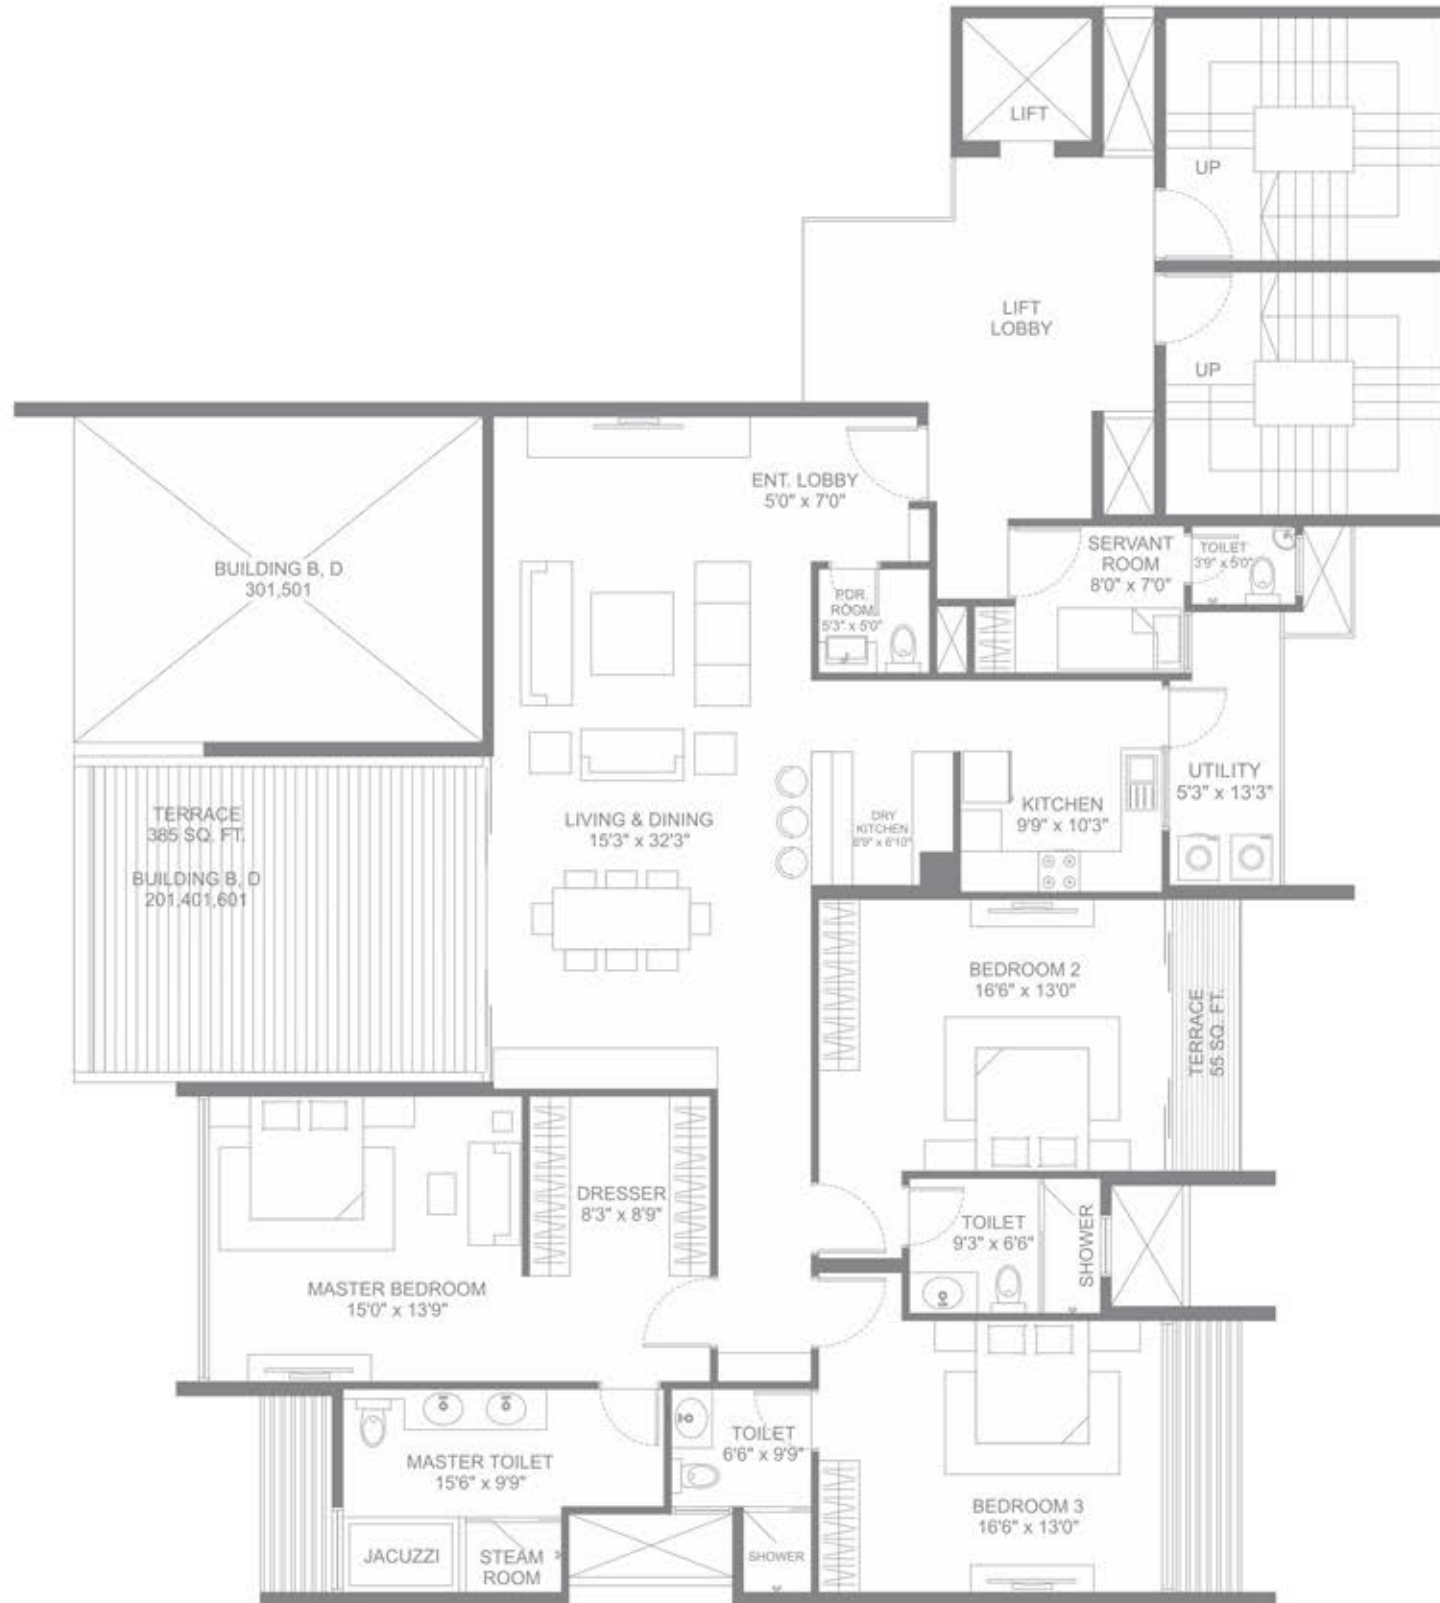 LIFT
UP
LIFT
LOBBY
UP
ENT. LOBBY
5'0" x 7'0"
BUILDING B, D
301,501
SERVANT
ROOM
8'0" x 7'0"
TOILET
3'9" x 5'0"
PDR.
ROOM
5'3" x 5'0"
TERRACE
385 SQ. FT.
BUILDING B, D
201,401,601
LIVING & DINING
15'3" x 32'3"
DRY
KITCHEN
KITCHEN
9'9" x 10'3"
UTILITY
5'3" x 13'3"
BEDROOM 2
16'6" x 13'0"
TERRACE
55 SQ. FT.
DRESSER
8'3" x 8'9"
TOILET
9'3" x 6'6"
SHOWER
MASTER BEDROOM
15'0" x 13'9"
MASTER TOILET
15'6" x 9'9"
TOILET
6'6" x 9'9"
BEDROOM 3
16'6" x 13'0"
JACUZZI
STEAM
ROOM
SHOWER